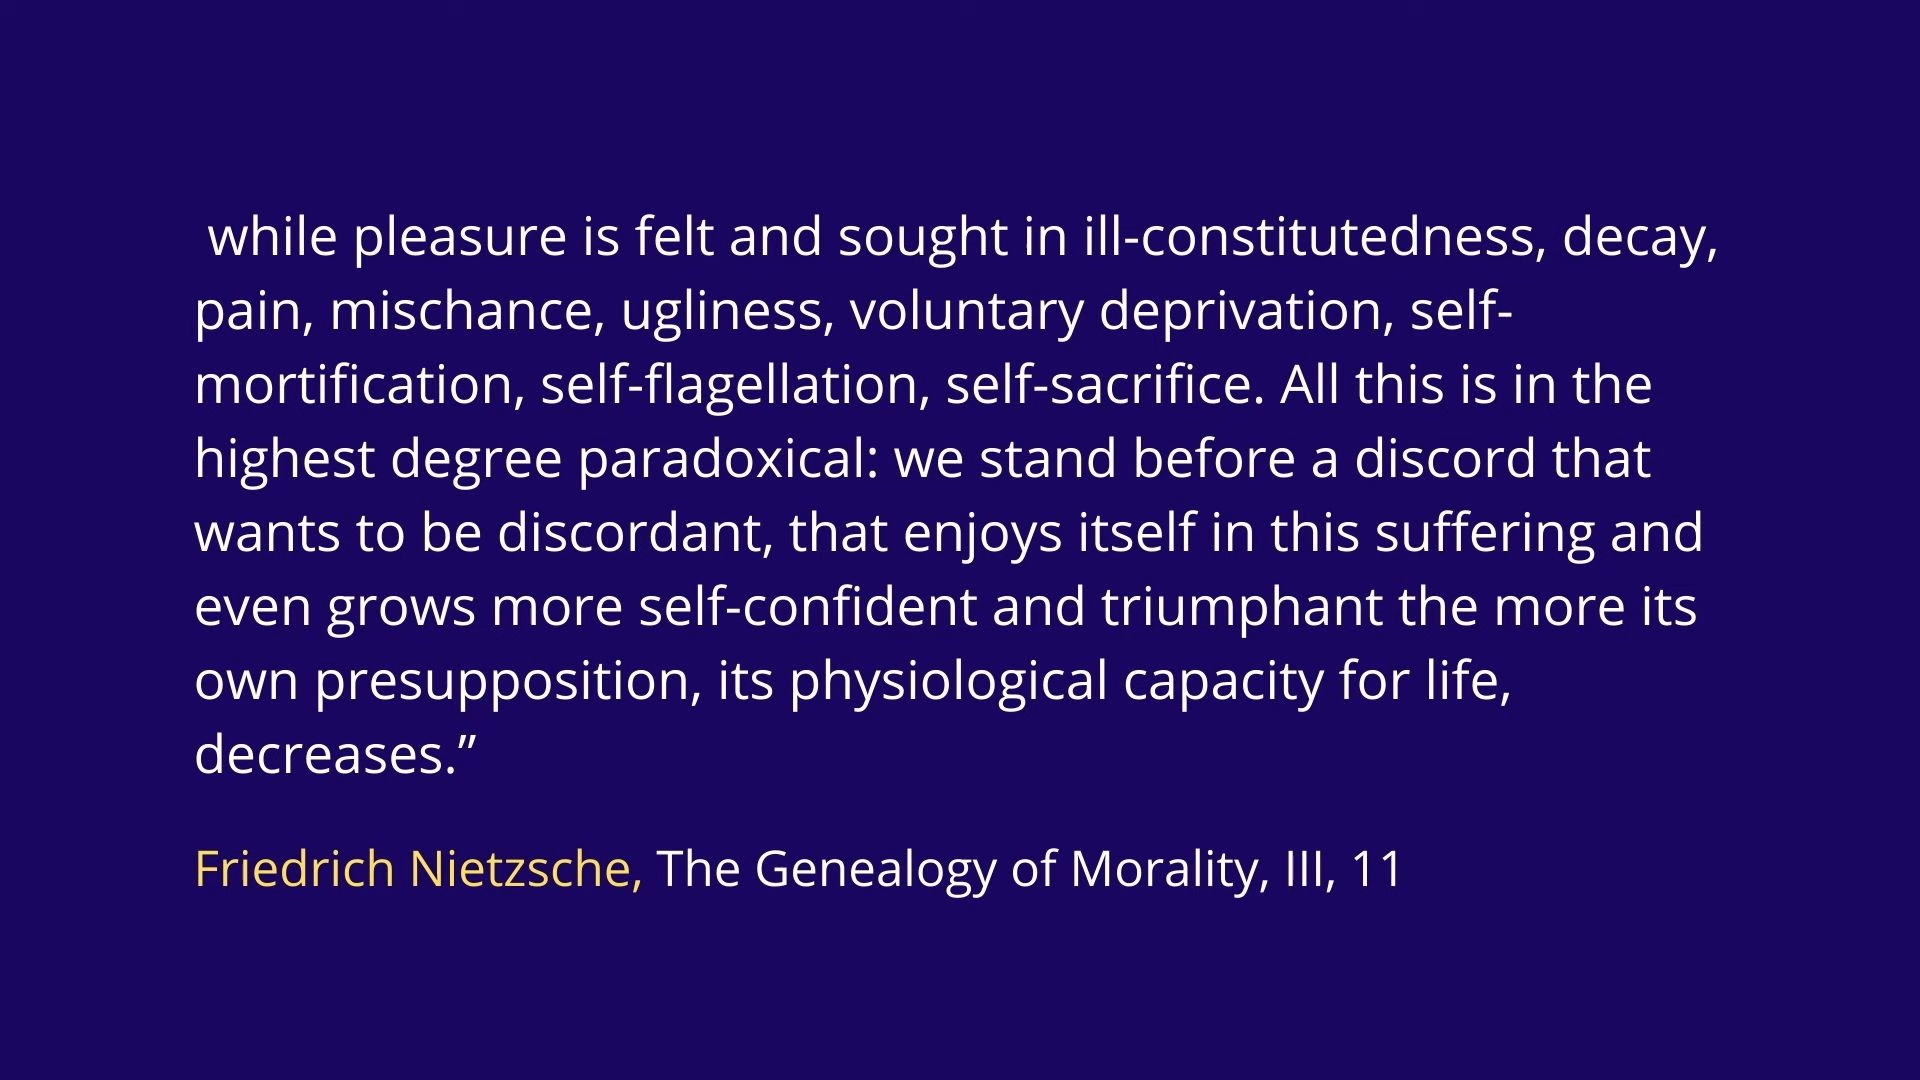 while pleasure is felt and sought in ill-constitutedness, decay,
pain, mischance, ugliness, voluntary deprivation, self-
mortification, self-flagellation, self-sacrifice. All this is in the
highest degree paradoxical: we stand before a discord that
wants to be discordant, that enjoys itself in this suffering and
even grows more self-confident and triumphant the more its
own presupposition, its physiological capacity for life,
decreases.”
Friedrich Nietzsche, The Genealogy of Morality, III, 11